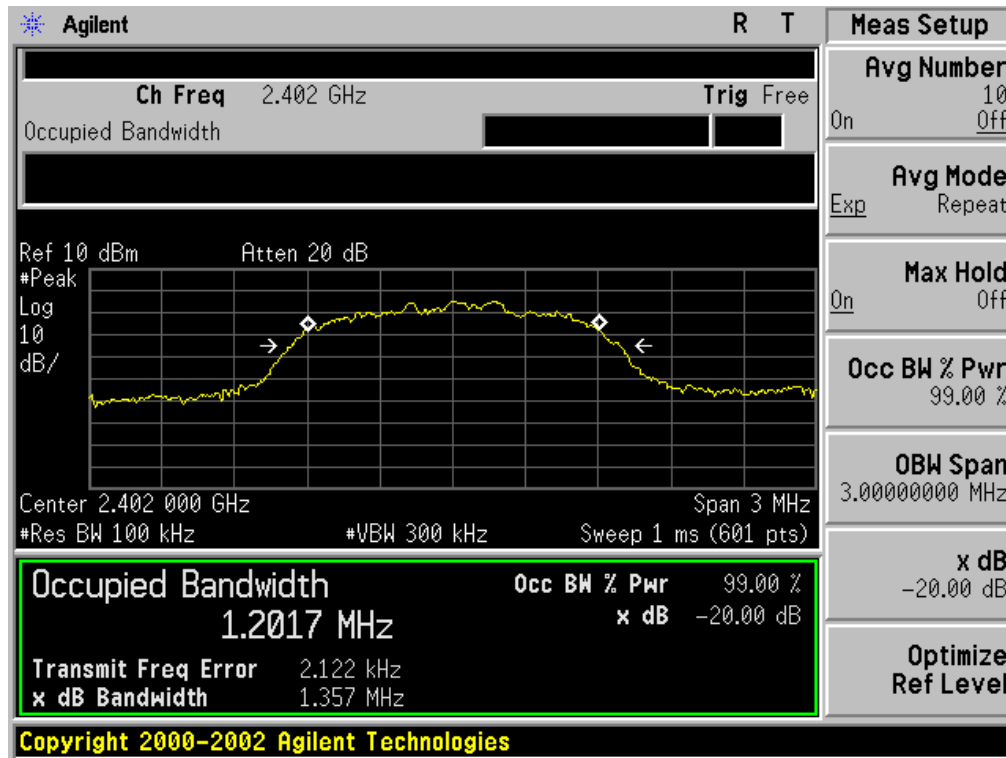 Agilent R T
Ch Freq 2.402 GHz Trig Free
Occupied Bandwidth
Ref 10 dBm Atten 20 dB
#Peak
Log
10
dB/
Center 2.402 000 GHz Span 3 MHz
#Res BW 100 kHz #VBW 300 kHz Sweep 1 ms (601 pts)
Occupied Bandwidth Occ BW % Pwr 99.00 %
1.2017 MHz x dB -20.00 dB
Transmit Freq Error 2.122 kHz
x dB Bandwidth 1.357 MHz
Copyright 2000-2002 Agilent Technologies
Meas Setup
Avg Number
10
On Off
Avg Mode
Exp Repeat
Max Hold
On Off
Occ BW % Pwr
99.00 %
OBW Span
3.00000000 MHz
x dB
-20.00 dB
Optimize
Ref Level